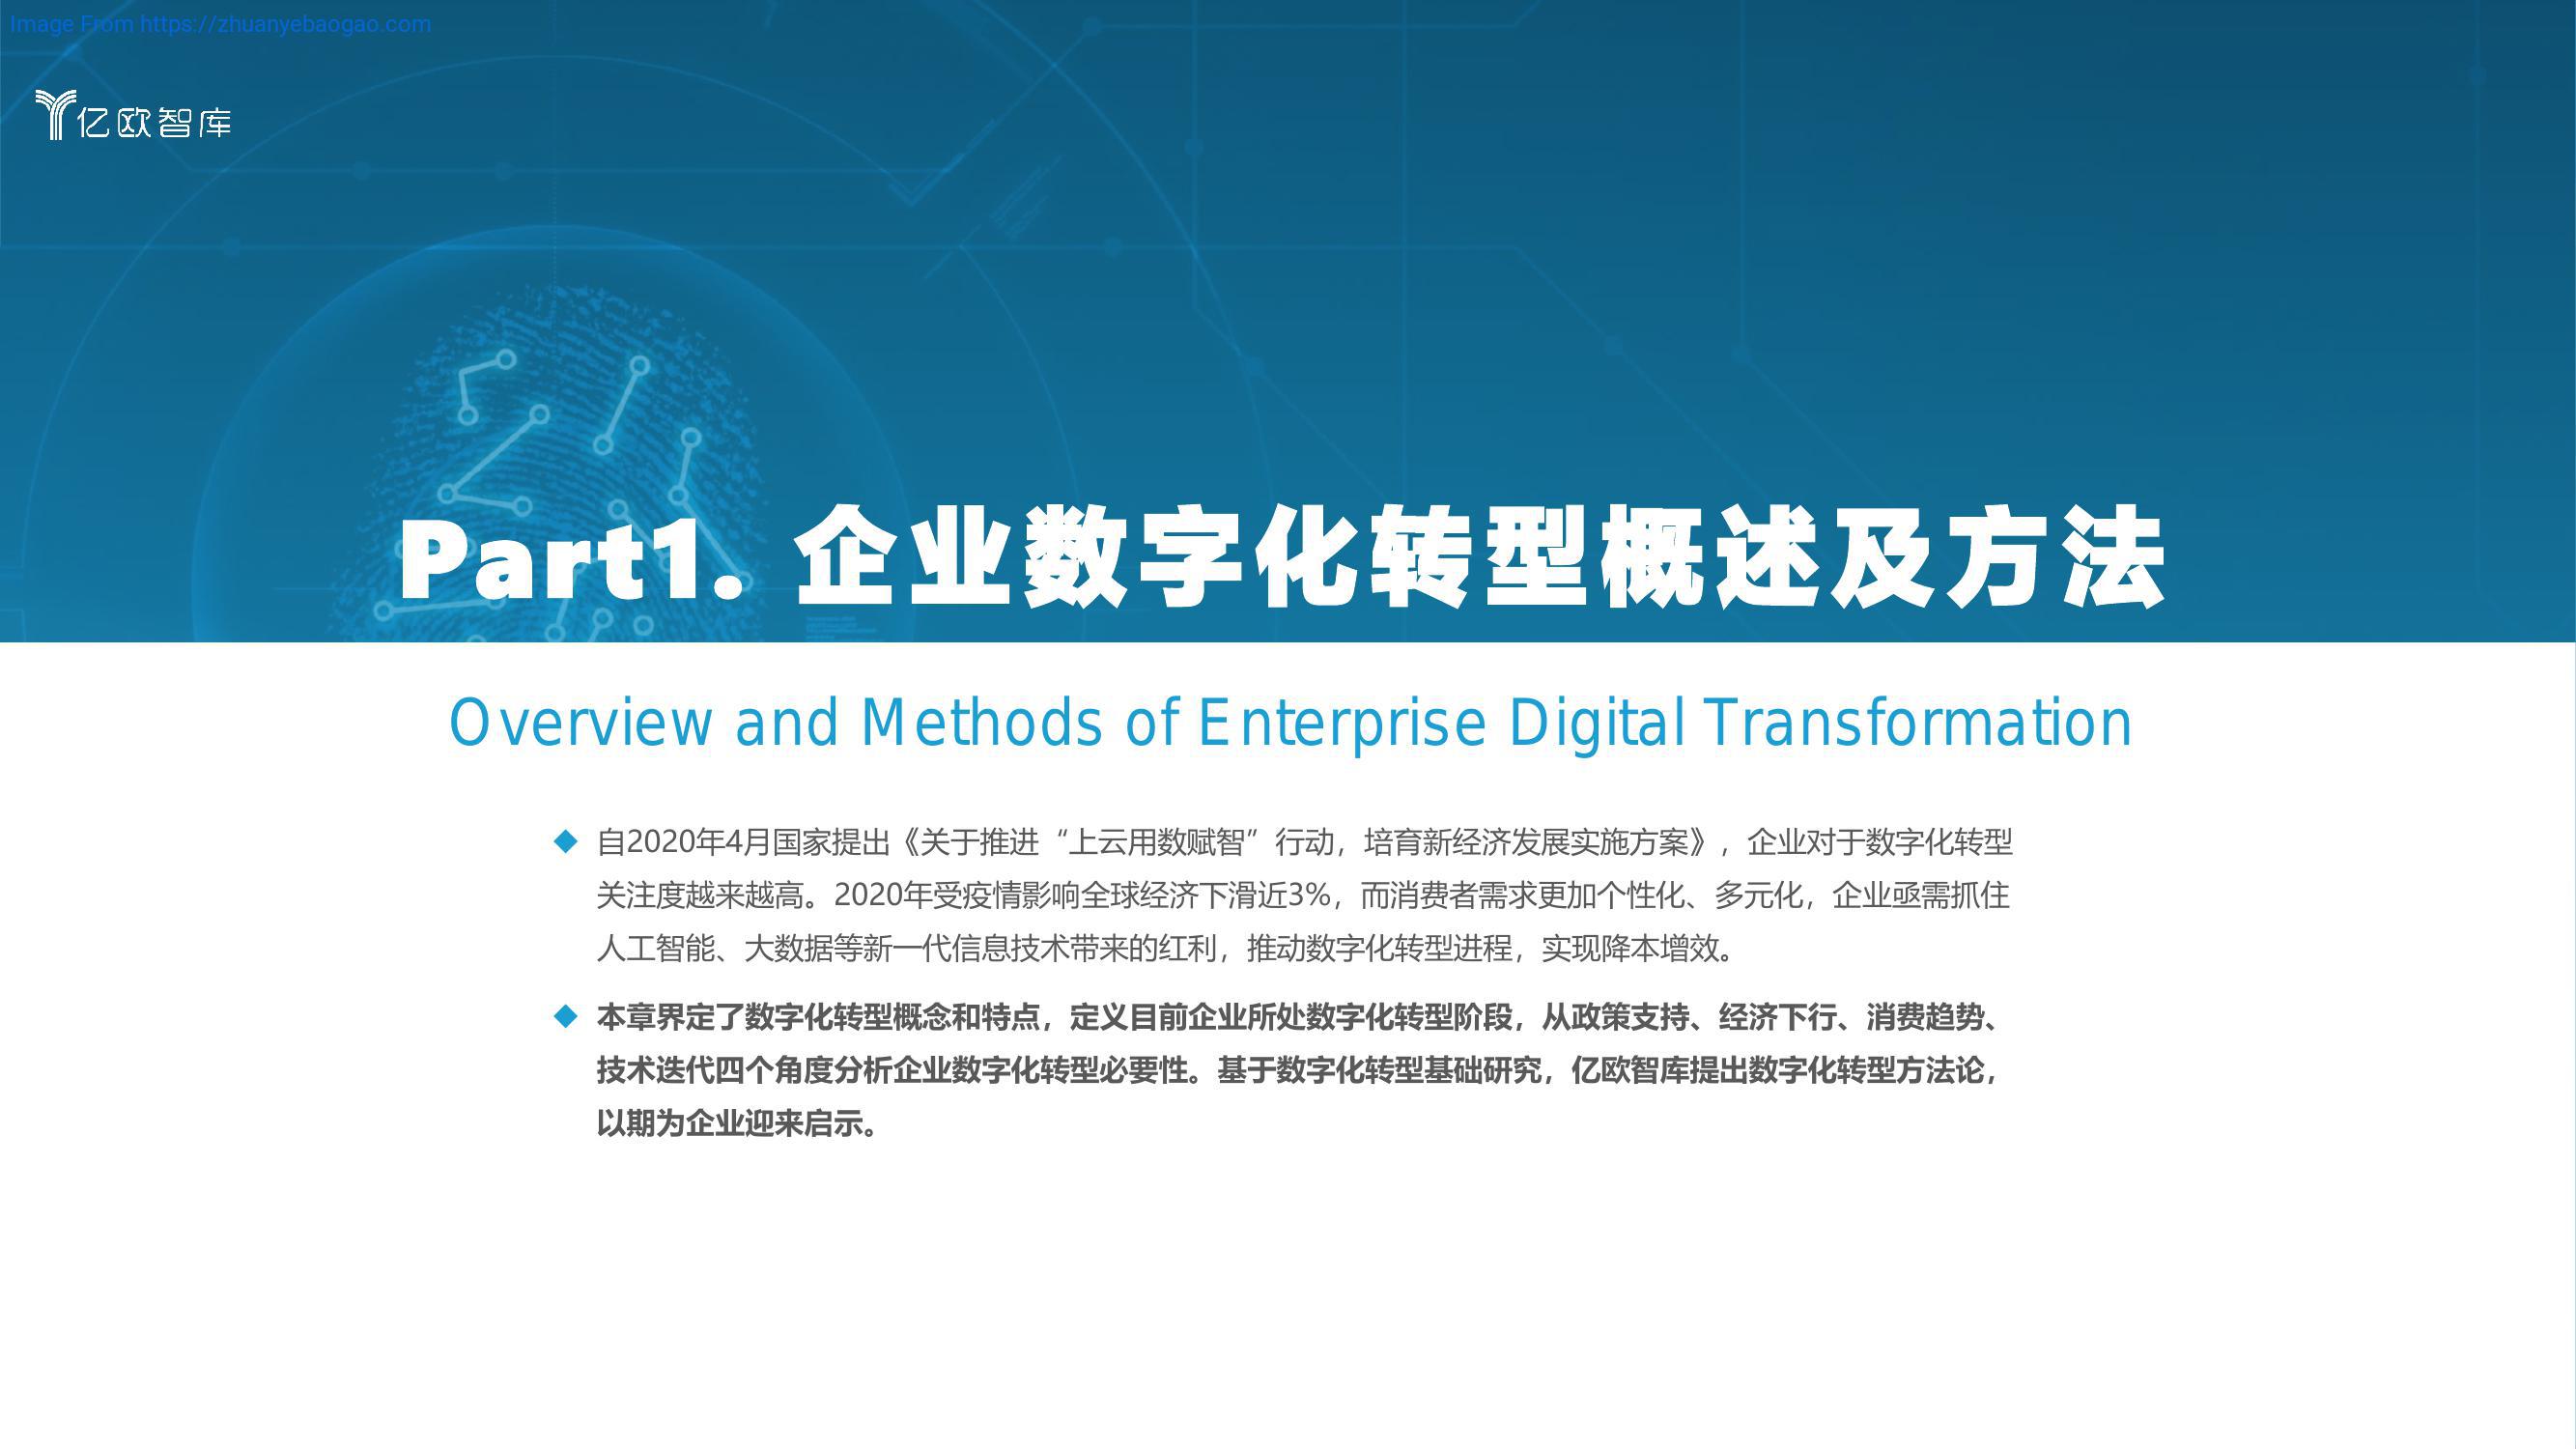 Image From https://zhuanyebaogao.com
亿欧智库
Part1. 企业数字化转型概述及方法
Overview and Methods of Enterprise Digital Transformation
◆ 自2020年4月国家提出《关于推进“上云用数赋智”行动，培育新经济发展实施方案》，企业对于数字化转型
关注度越来越高。2020年受疫情影响全球经济下滑近3%，而消费者需求更加个性化、多元化，企业亟需抓住
人工智能、大数据等新一代信息技术带来的红利，推动数字化转型进程，实现降本增效。
◆ 本章界定了数字化转型概念和特点，定义目前企业所处数字化转型阶段，从政策支持、经济下行、消费趋势、
技术迭代四个角度分析企业数字化转型必要性。基于数字化转型基础研究，亿欧智库提出数字化转型方法论，
以期为企业迎来启示。